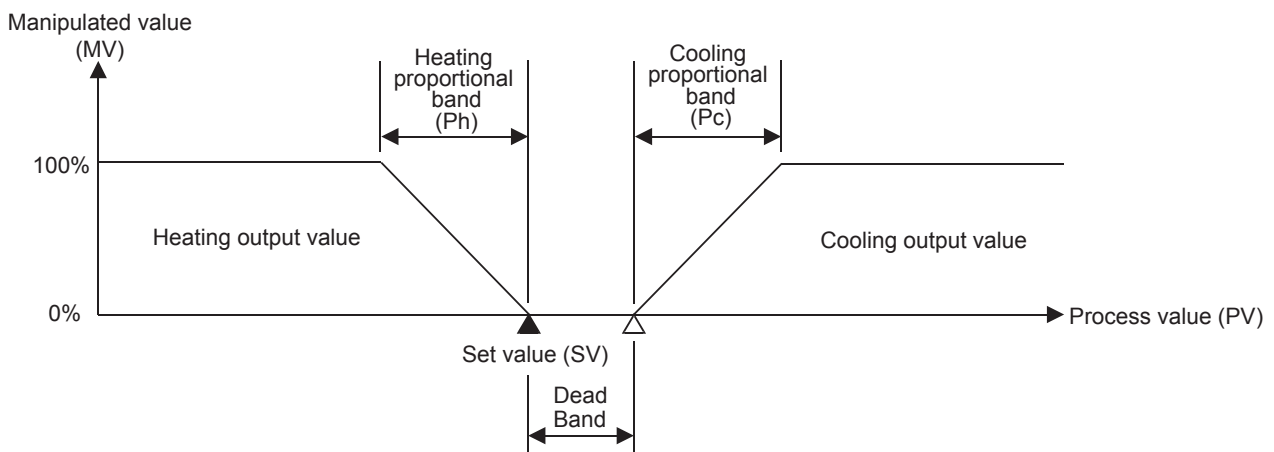 Manipulated value
(MV)
Heating
proportional
band
(Ph)
Cooling
proportional
band
(Pc)
100%
Heating output value
Cooling output value
0%
Process value (PV)
Set value (SV)
Dead
Band